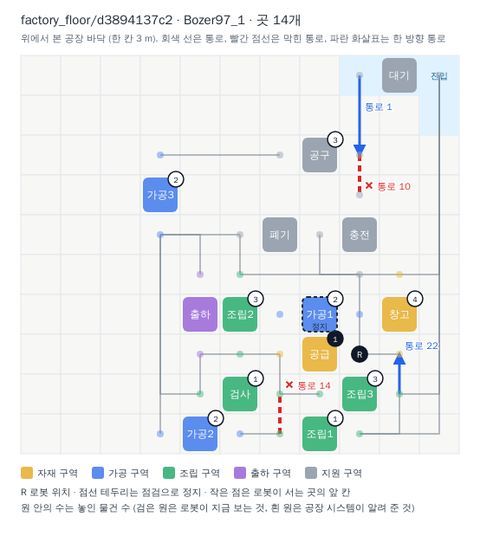 factory_floor/d3894137c2 · Bozer97_1 · 곳 14개
위에서 본 공장 바닥 (한 칸 3 m). 회색 선은 통로, 빨간 점선은 막힌 통로, 파란 화살표는 한 방향 통로
대기
전립
통로 1
3
공구
✕ 통로 10
2
가공3
폐기
충전
출하
3
조립2
2
가공1
정지
4
창고
1
공급
R
통로 22
1
검사
✕ 통로 14
3
조립3
2
가공2
1
조립1
자재 구역
가공 구역
조립 구역
출하 구역
지원 구역
R 로봇 위치 · 점선 테두리는 점검으로 정지 · 작은 점은 로봇이 서는 곳의 앞 칸
원 안의 수는 놓인 물건 수 (검은 원은 로봇이 지금 보는 것, 흰 원은 공장 시스템이 알려 준 것)